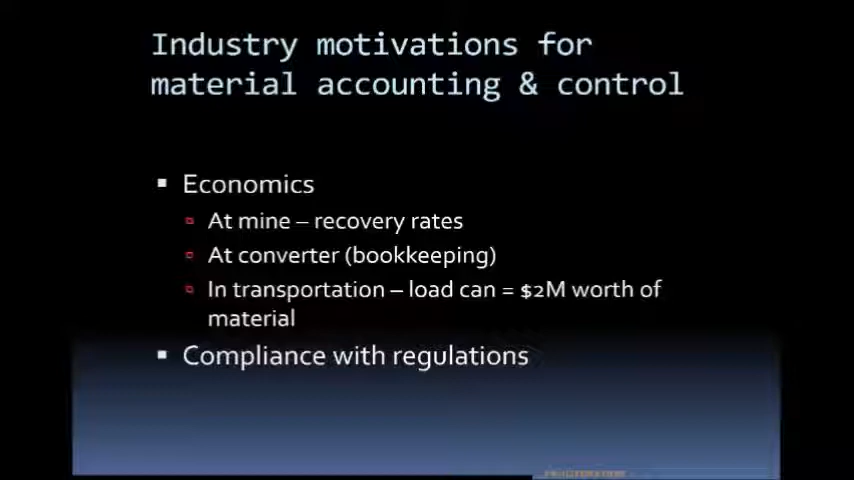 Industry motivations for
material accounting & control
Economics
At mine – recovery rates
At converter (bookkeeping)
In transportation – load can = $2M worth of
material
Compliance with regulations